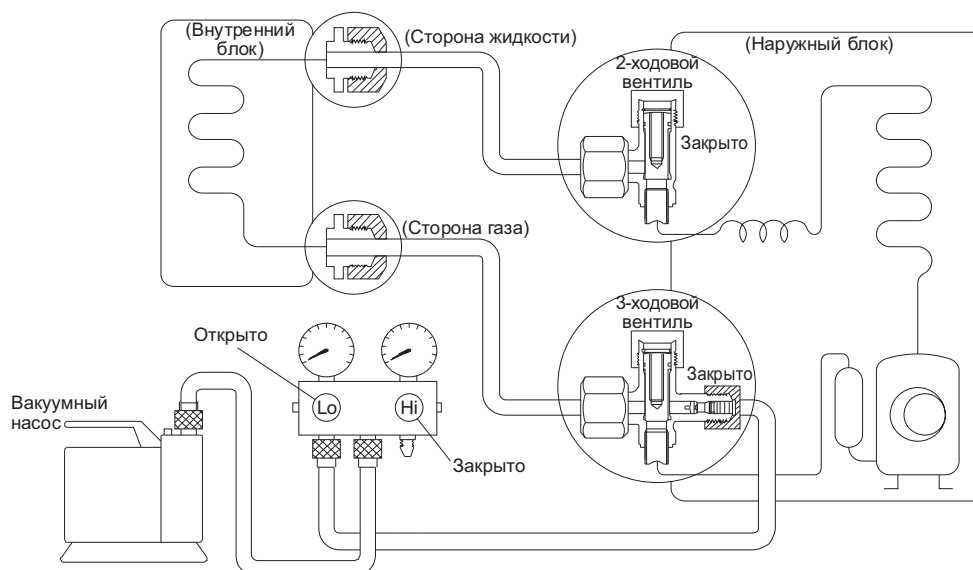 (Внутренний
блок)
(Сторона жидкости)
(Наружный блок)
2-ходовой
вентиль
Закрыто
(Сторона газа)
3-ходовой
вентиль
Закрыто
Открыто
Lo
Hi
Закрыто
Вакуумный
насос